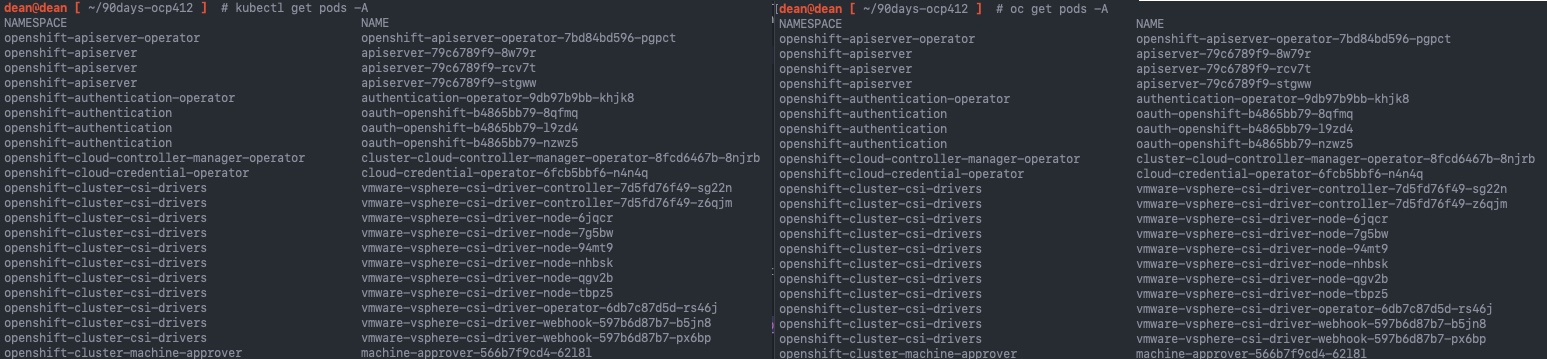 dean@dean [ ~/90days-ocp412 ]  # kubectl get pods -A
NAMESPACE NAME
openshift-apiserver-operator openshift-apiserver-operator-7bd84bd596-pgpct
openshift-apiserver apiserver-79c6789f9-8w79r
openshift-apiserver apiserver-79c6789f9-rcv7t
openshift-apiserver apiserver-79c6789f9-stgww
openshift-authentication-operator authentication-operator-9db97b9bb-khjk8
openshift-authentication oauth-openshift-b4865bb79-8qfmq
openshift-authentication oauth-openshift-b4865bb79-l9zd4
openshift-authentication oauth-openshift-b4865bb79-nzwz5
openshift-cloud-controller-manager-operator cluster-cloud-controller-manager-operator-8fcd6467b-8njrb
openshift-cloud-credential-operator cloud-credential-operator-6fcb5bbf6-n4n4q
openshift-cluster-csi-drivers vmware-vsphere-csi-driver-controller-7d5fd76f49-sg22n
openshift-cluster-csi-drivers vmware-vsphere-csi-driver-controller-7d5fd76f49-z6qjm
openshift-cluster-csi-drivers vmware-vsphere-csi-driver-node-6jqcr
openshift-cluster-csi-drivers vmware-vsphere-csi-driver-node-7g5bw
openshift-cluster-csi-drivers vmware-vsphere-csi-driver-node-94mt9
openshift-cluster-csi-drivers vmware-vsphere-csi-driver-node-nhbsk
openshift-cluster-csi-drivers vmware-vsphere-csi-driver-node-qgv2b
openshift-cluster-csi-drivers vmware-vsphere-csi-driver-node-tbpz5
openshift-cluster-csi-drivers vmware-vsphere-csi-driver-operator-6db7c87d5d-rs46j
openshift-cluster-csi-drivers vmware-vsphere-csi-driver-webhook-597b6d87b7-b5jn8
openshift-cluster-csi-drivers vmware-vsphere-csi-driver-webhook-597b6d87b7-px6bp
openshift-cluster-machine-approver machine-approver-566b7f9cd4-62l8l
dean@dean [ ~/90days-ocp412 ]  # oc get pods -A
NAMESPACE NAME
openshift-apiserver-operator openshift-apiserver-operator-7bd84bd596-pgpct
openshift-apiserver apiserver-79c6789f9-8w79r
openshift-apiserver apiserver-79c6789f9-rcv7t
openshift-apiserver apiserver-79c6789f9-stgww
openshift-authentication-operator authentication-operator-9db97b9bb-khjk8
openshift-authentication oauth-openshift-b4865bb79-8qfmq
openshift-authentication oauth-openshift-b4865bb79-l9zd4
openshift-authentication oauth-openshift-b4865bb79-nzwz5
openshift-cloud-controller-manager-operator cluster-cloud-controller-manager-operator-8fcd6467b-8njrb
openshift-cloud-credential-operator cloud-credential-operator-6fcb5bbf6-n4n4q
openshift-cluster-csi-drivers vmware-vsphere-csi-driver-controller-7d5fd76f49-sg22n
openshift-cluster-csi-drivers vmware-vsphere-csi-driver-controller-7d5fd76f49-z6qjm
openshift-cluster-csi-drivers vmware-vsphere-csi-driver-node-6jqcr
openshift-cluster-csi-drivers vmware-vsphere-csi-driver-node-7g5bw
openshift-cluster-csi-drivers vmware-vsphere-csi-driver-node-94mt9
openshift-cluster-csi-drivers vmware-vsphere-csi-driver-node-nhbsk
openshift-cluster-csi-drivers vmware-vsphere-csi-driver-node-qgv2b
openshift-cluster-csi-drivers vmware-vsphere-csi-driver-node-tbpz5
openshift-cluster-csi-drivers vmware-vsphere-csi-driver-operator-6db7c87d5d-rs46j
openshift-cluster-csi-drivers vmware-vsphere-csi-driver-webhook-597b6d87b7-b5jn8
openshift-cluster-csi-drivers vmware-vsphere-csi-driver-webhook-597b6d87b7-px6bp
openshift-cluster-machine-approver machine-approver-566b7f9cd4-62l8l